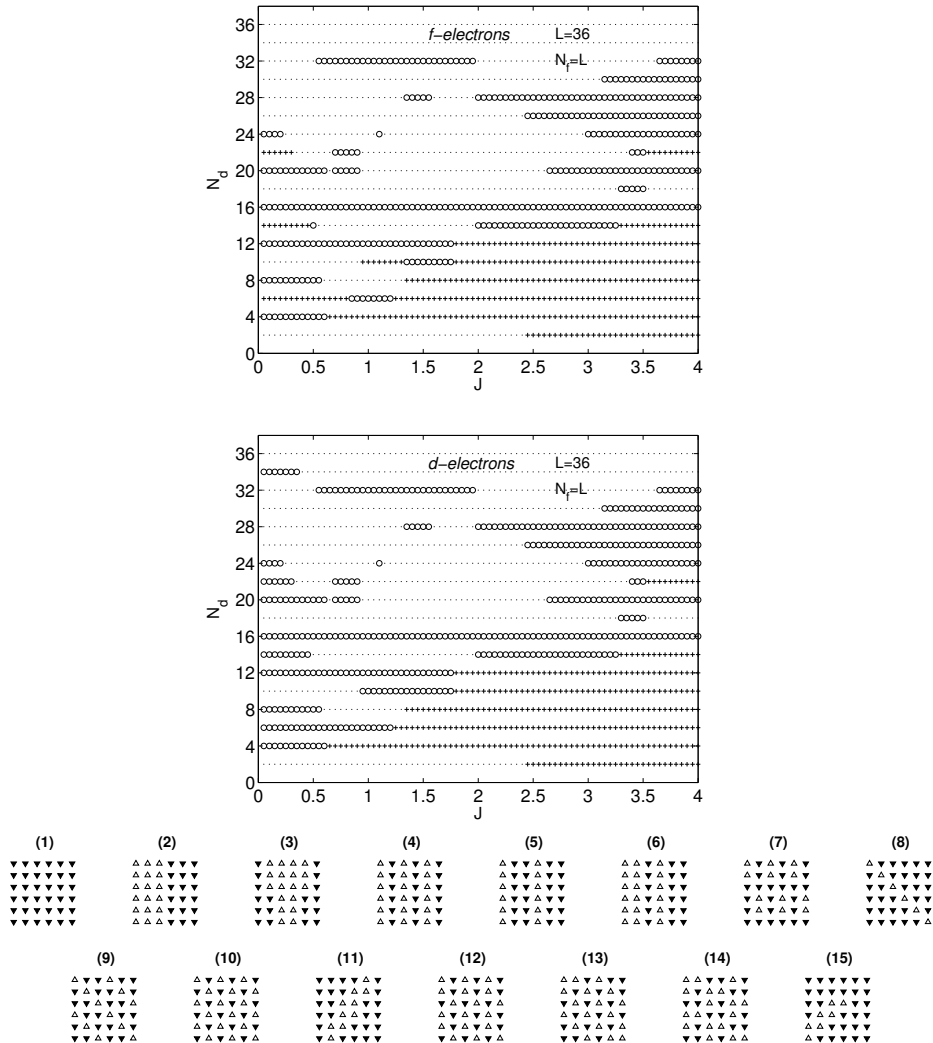 36
32
28
24
20
16
12
8
4
0
N_d
f-electrons L=36
N_f=L
0 0.5 1 1.5 2 2.5 3 3.5 4
J
36
32
28
24
20
16
12
8
4
0
N_d
d-electrons L=36
N_f=L
0 0.5 1 1.5 2 2.5 3 3.5 4
J
(1) (2) (3) (4) (5) (6) (7) (8)
(9) (10) (11) (12) (13) (14) (15)